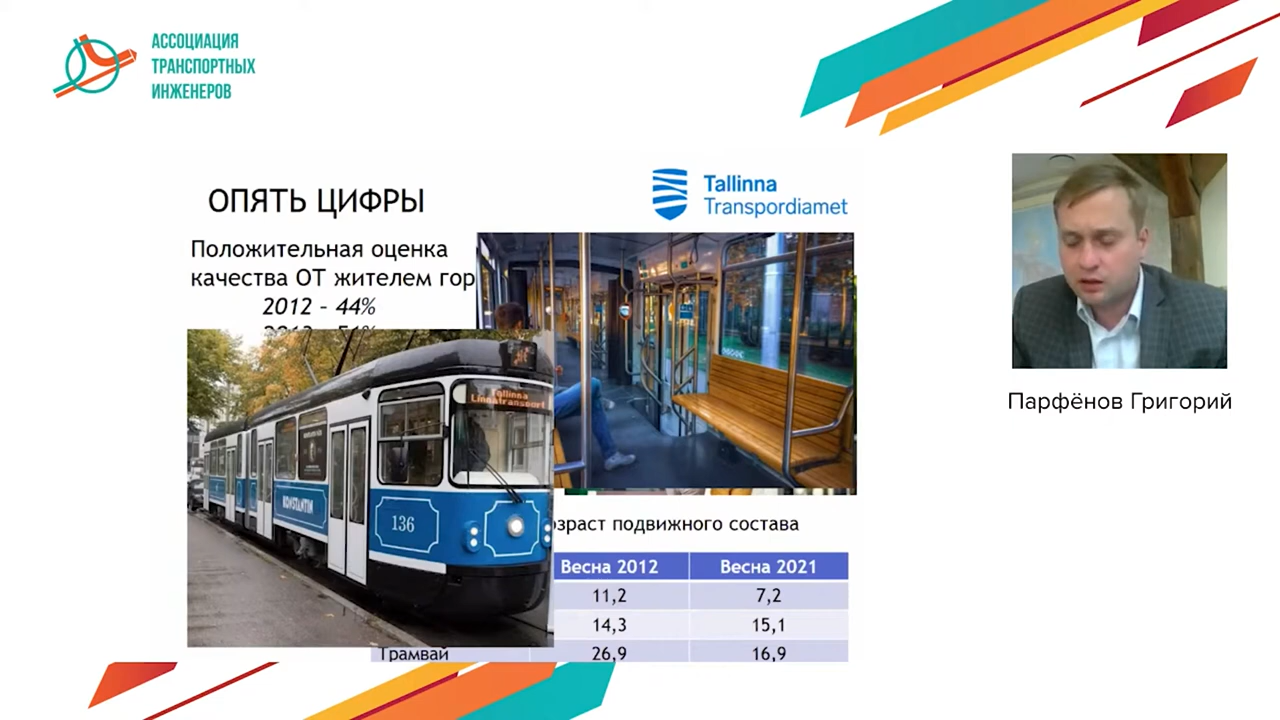 АССОЦИАЦИЯ
ТРАНСПОРТНЫХ
ИНЖЕНЕРОВ
ОПЯТЬ ЦИФРЫ
Tallinna
Transpordiamet
Положительная оценка
качества ОТ жителем гор
2012 – 44%
Tallinna
Linnatransport
KONSTANTIN
136
зраст подвижного состава
Весна 2012 Весна 2021
11,2 7,2
14,3 15,1
Трамвай 26,9 16,9
Парфёнов Григорий